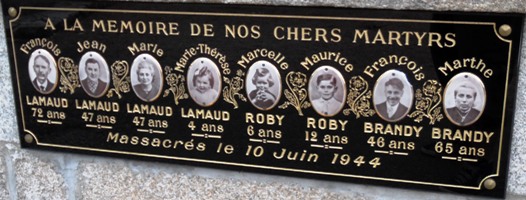 A LA MEMOIRE DE NOS CHERS MARTYRS
François Jean Marie Marie-Thérèse Marcelle Maurice François Marthe
LAMAUD LAMAUD LAMAUD LAMAUD ROBY ROBY BRANDY BRANDY
72 ans 47 ans 47 ans 4 ans 6 ans 12 ans 46 ans 65 ans
Massacrés le 10 Juin 1944